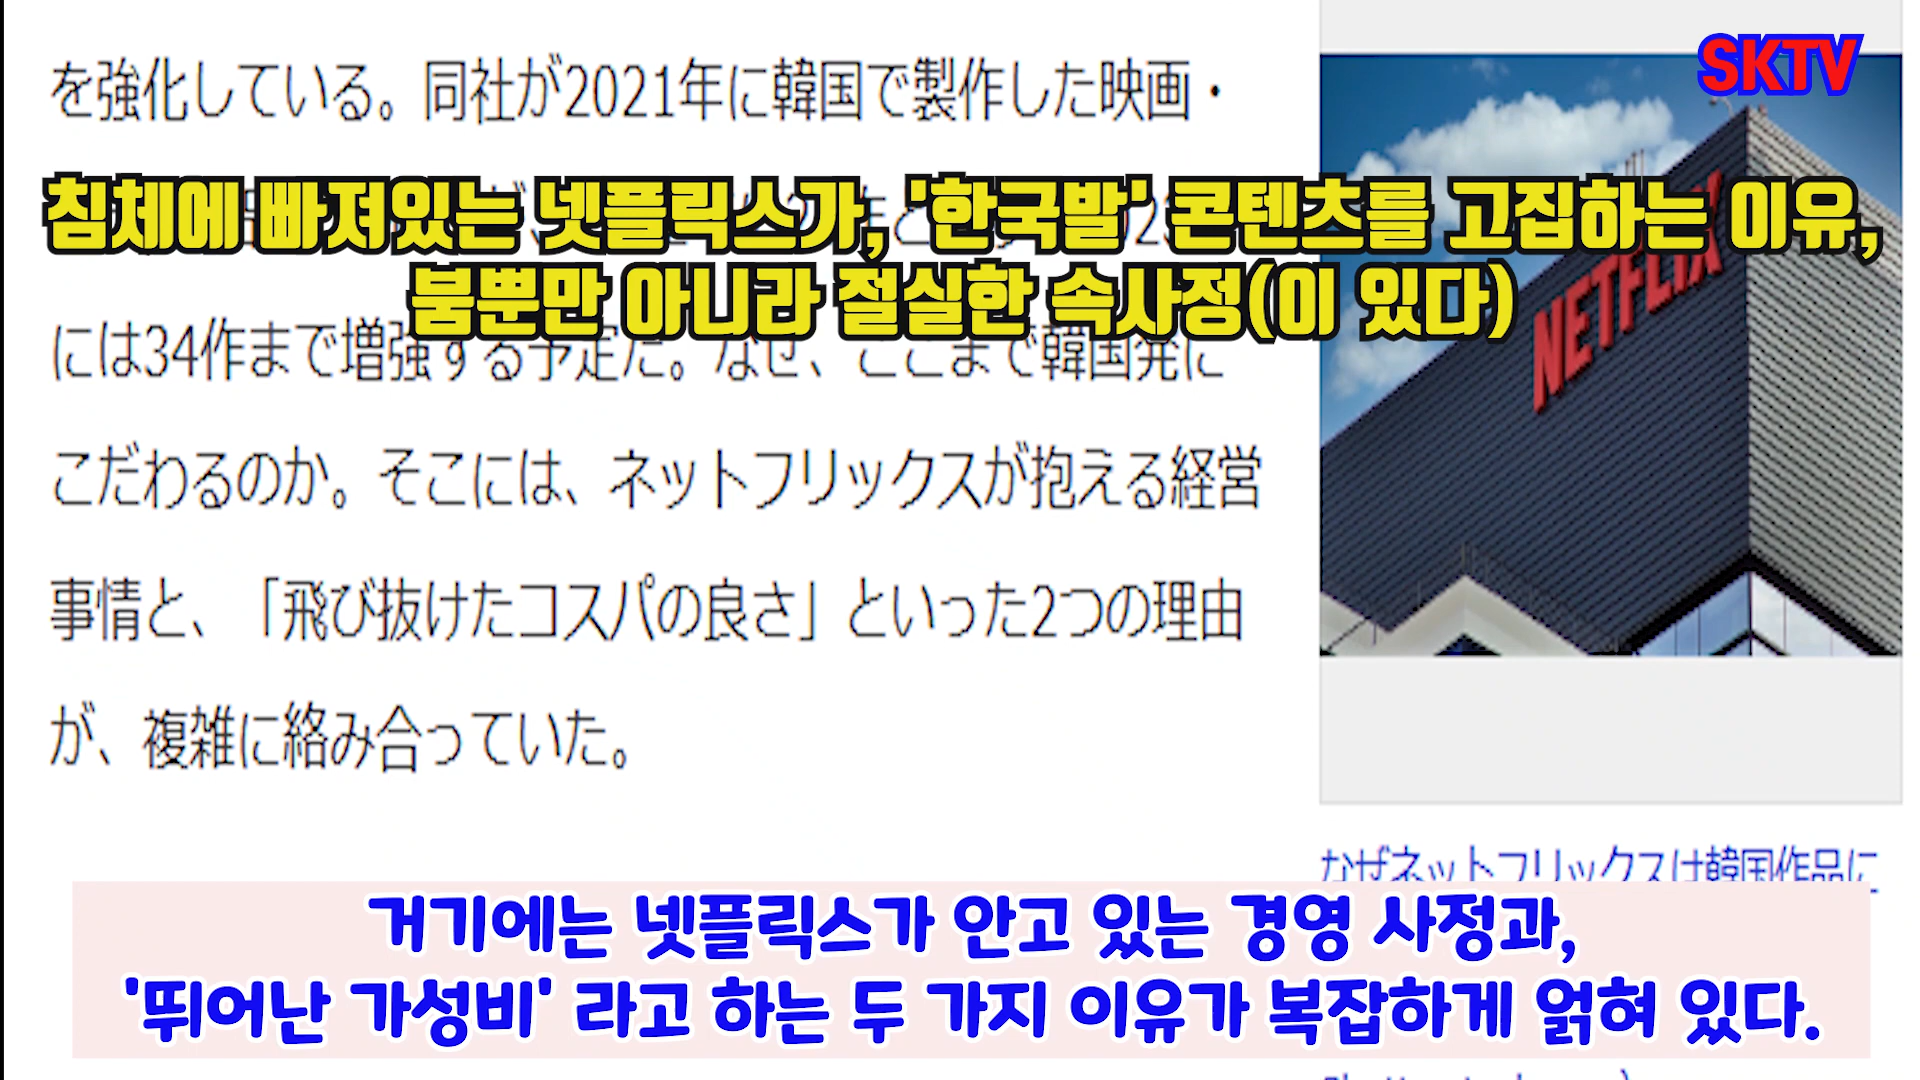 SKTV
を強化している。同社が2021年に韓国で製作した映画・
침체에 빠져있는 넷플릭스가, '한국발' 콘텐츠를 고집하는 이유,
붐뿐만 아니라 절실한 속사정(이 있다)
NETFLIX
には34作まで増強する予定だ。なぜ、ここまで韓国発に
こだわるのか。そこには、ネットフリックスが抱える経営
事情と、「飛び抜けたコスパの良さ」といった2つの理由
が、複雑に絡み合っていた。
なぜネットフリックスは韓国作品に
거기에는 넷플릭스가 안고 있는 경영 사정과,
'뛰어난 가성비' 라고 하는 두 가지 이유가 복잡하게 얽혀 있다.